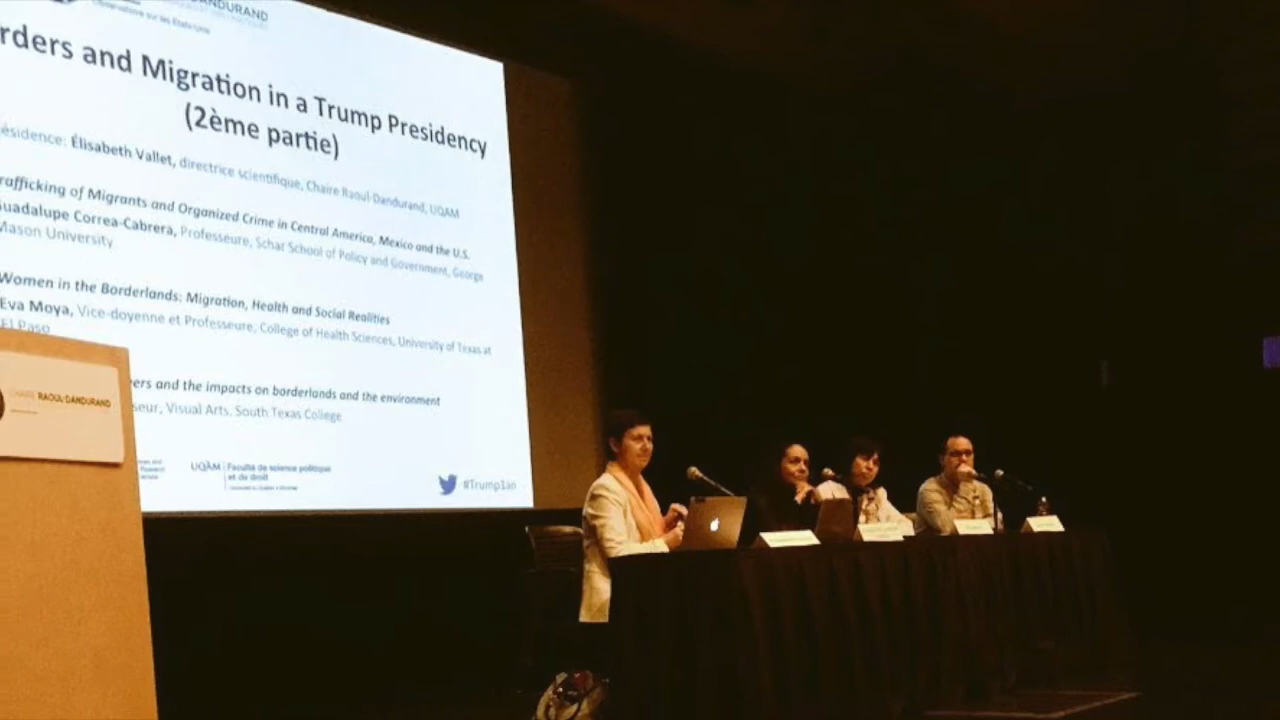 DANDURAND
Observatoire sur les États-Unis
rders and Migration in a Trump Presidency
(2ème partie)
ésidence: Élisabeth Vallet, directrice scientifique, Chaire Raoul-Dandurand, UQAM
rafficking of Migrants and Organized Crime in Central America, Mexico and the U.S.
Guadalupe Correa-Cabrera, Professeure, Schar School of Policy and Government, George
Mason University
Women in the Borderlands: Migration, Health and Social Realities
Eva Moya, Vice-doyenne et Professeure, College of Health Sciences, University of Texas at
El Paso
ers and the impacts on borderlands and the environment
seur, Visual Arts, South Texas College
CHAIRE RAOUL-DANDURAND
UQÀM Faculté de science politique
et de droit
#Trump1an